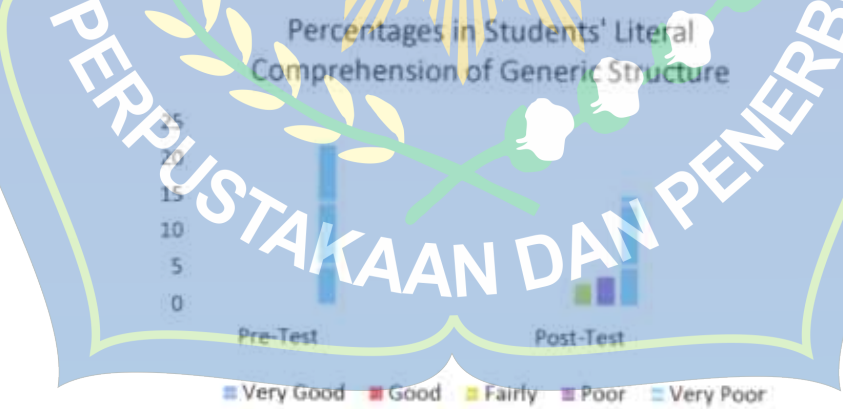 Percentages in Students' Literal
Comprehension of Generic Structure
25
20
15
10
5
0
Pre-Test Post-Test
Very Good Good Fairly Poor Very Poor
PERPUSTAKAAN DAN PENERB